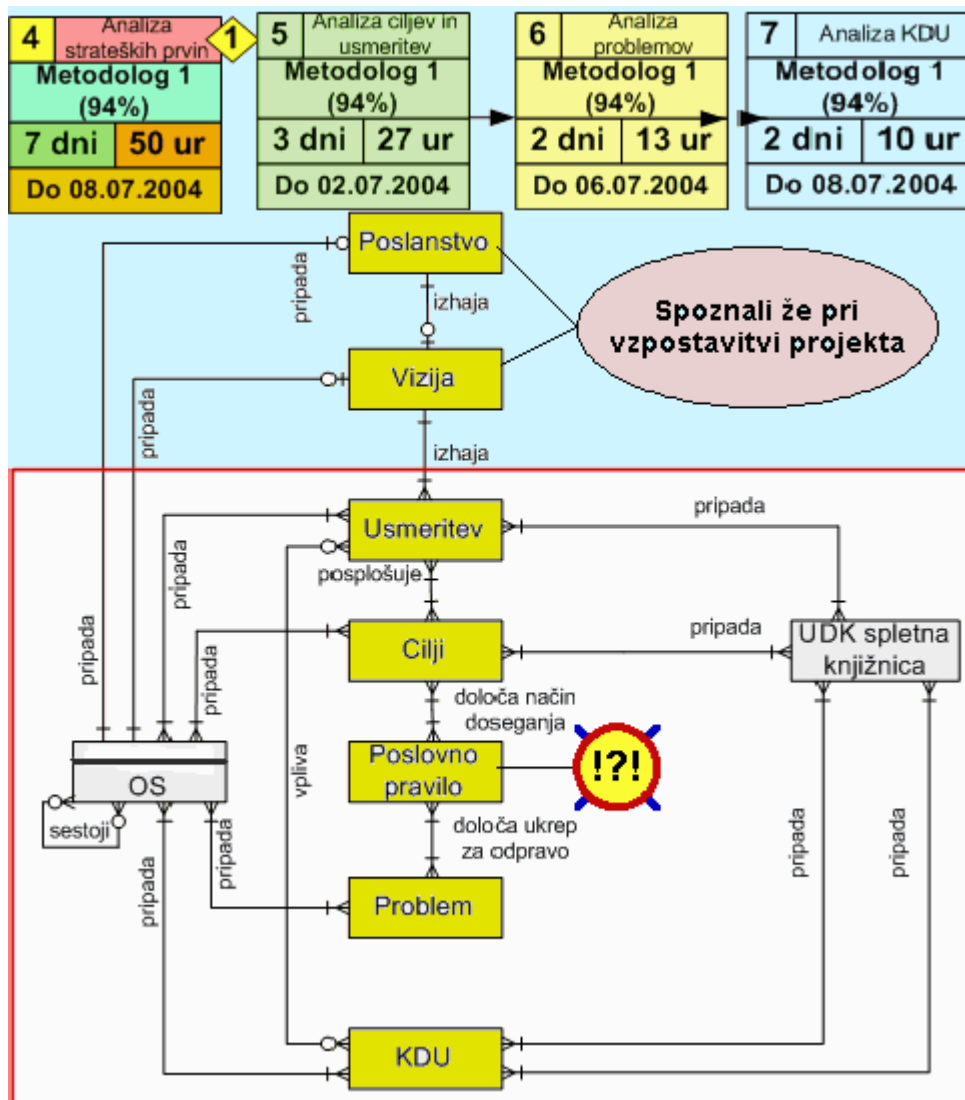 4
Analiza
strateških prvin
1
Metodolog 1
(94%)
7 dni
50 ur
Do 08.07.2004
5
Analiza ciljev in
usmeritev
Metodolog 1
(94%)
3 dni
27 ur
Do 02.07.2004
6
Analiza
problemov
Metodolog 1
(94%)
2 dni
13 ur
Do 06.07.2004
7
Analiza KDU
Metodolog 1
(94%)
2 dni
10 ur
Do 08.07.2004
Poslanstvo
pripada
izhaja
Spoznali že pri
vzpostavitvi projekta
Vizija
pripada
izhaja
Usmeritev
pripada
pripada
posplošuje
pripada
Cilji
pripada
UDK spletna
knjižnica
pripada
določa način
doseganja
Poslovno
pravilo
!?!
OS
vpliva
sestoji
določa ukrep
za odpravo
pripada
pripada
Problem
pripada
pripada
KDU